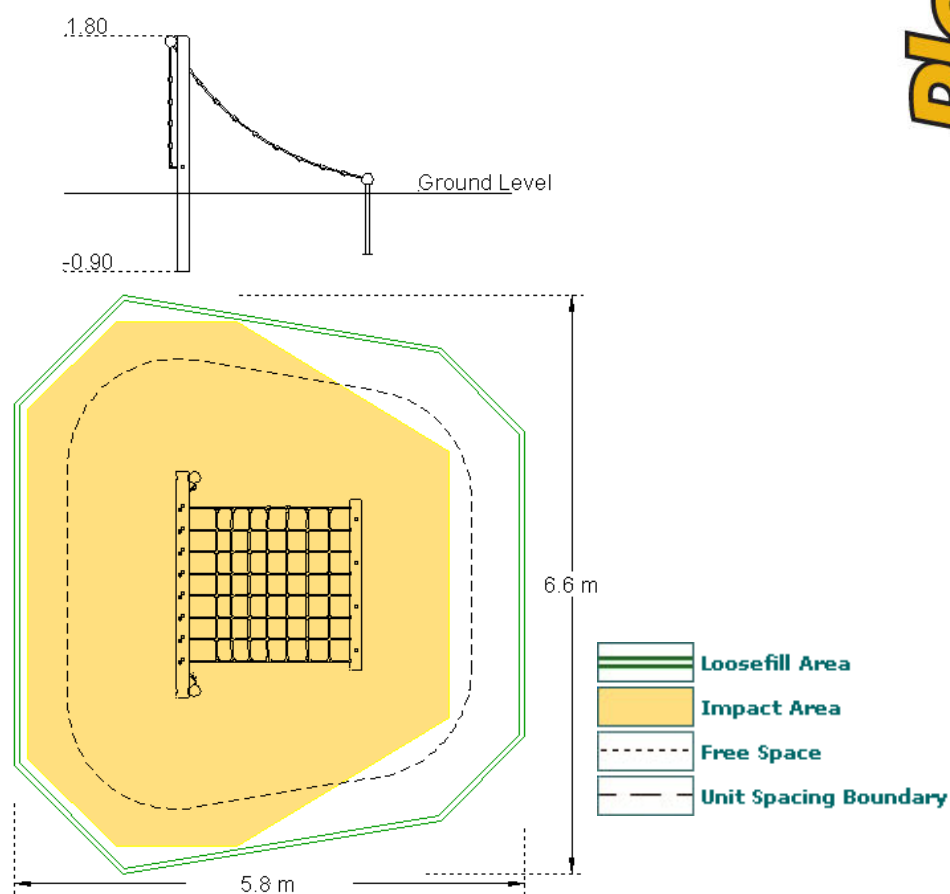 1.80
Ground Level
-0.90
6.6 m
Loosefill Area
Impact Area
Free Space
Unit Spacing Boundary
5.8 m